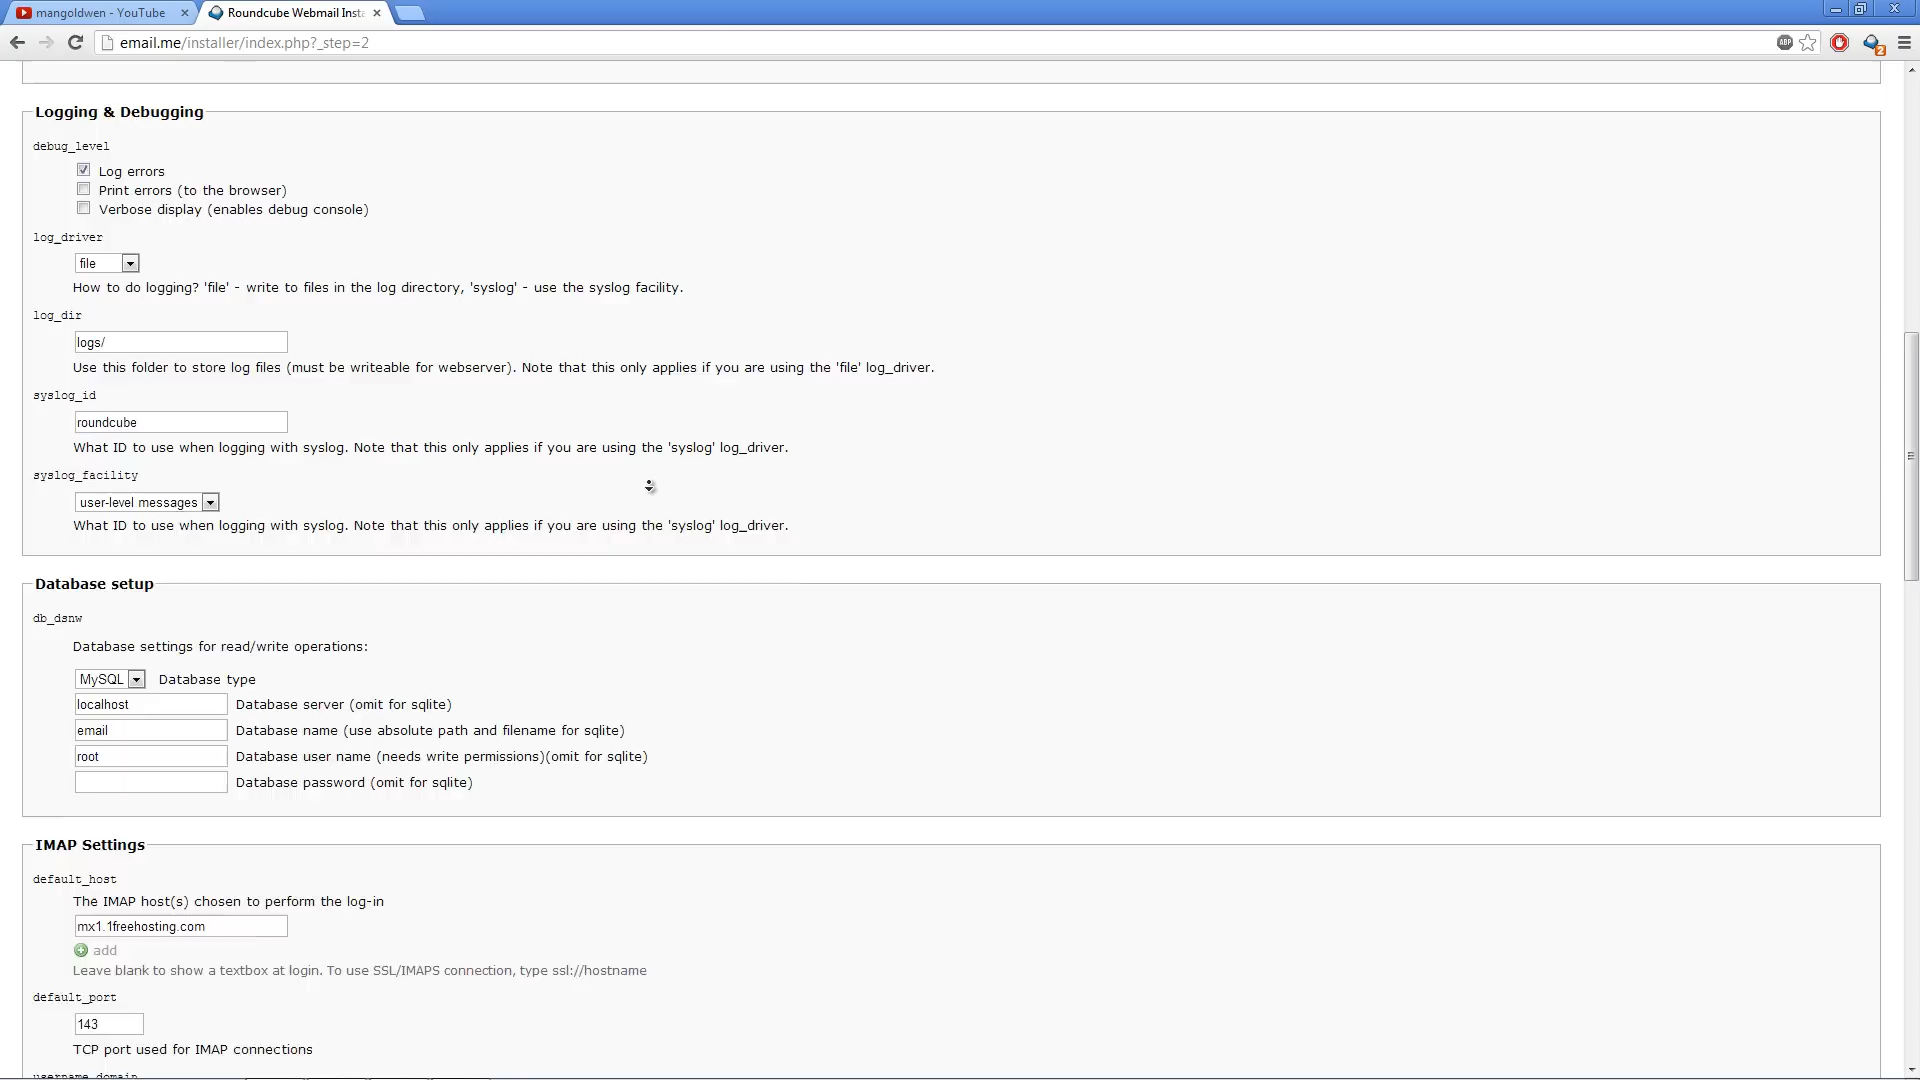 mangoldwen - YouTube
Roundcube Webmail Insta
email.me/installer/index.php?_step=2
ABP
2
Logging & Debugging
debug_level
Log errors
Print errors (to the browser)
Verbose display (enables debug console)
log_driver
file
How to do logging? 'file' - write to files in the log directory, 'syslog' - use the syslog facility.
log_dir
logs/
Use this folder to store log files (must be writeable for webserver). Note that this only applies if you are using the 'file' log_driver.
syslog_id
roundcube
What ID to use when logging with syslog. Note that this only applies if you are using the 'syslog' log_driver.
syslog_facility
user-level messages
What ID to use when logging with syslog. Note that this only applies if you are using the 'syslog' log_driver.
Database setup
db_dsnw
Database settings for read/write operations:
MySQL Database type
localhost Database server (omit for sqlite)
email Database name (use absolute path and filename for sqlite)
root Database user name (needs write permissions)(omit for sqlite)
Database password (omit for sqlite)
IMAP Settings
default_host
The IMAP host(s) chosen to perform the log-in
mx1.1freehosting.com
add
Leave blank to show a textbox at login. To use SSL/IMAPS connection, type ssl://hostname
default_port
143
TCP port used for IMAP connections
username_domain